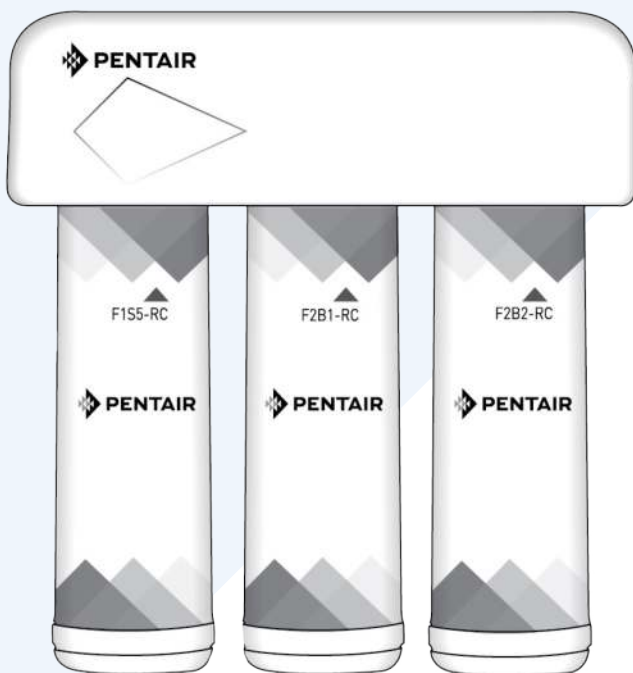 PENTAIR
F1S5-RC
F2B1-RC
F2B2-RC
PENTAIR
PENTAIR
PENTAIR